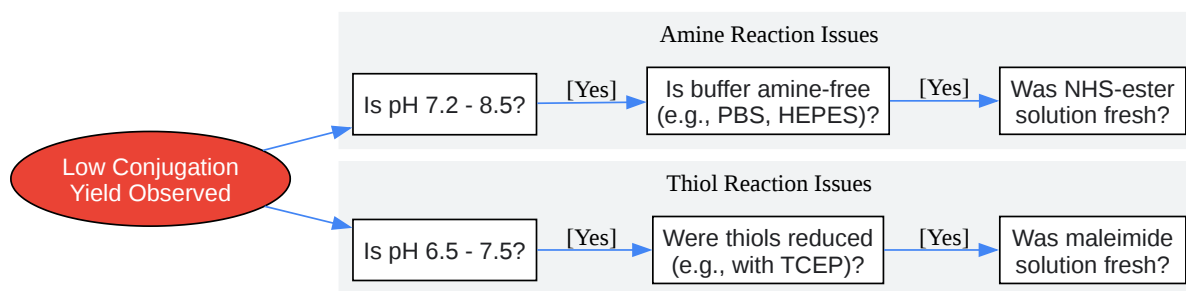 Amine Reaction Issues
Is pH 7.2 - 8.5?
[Yes]
Is buffer amine-free
(e.g., PBS, HEPES)?
[Yes]
Was NHS-ester
solution fresh?
Low Conjugation
Yield Observed
Thiol Reaction Issues
Is pH 6.5 - 7.5?
[Yes]
Were thiols reduced
(e.g., with TCEP)?
[Yes]
Was maleimide
solution fresh?